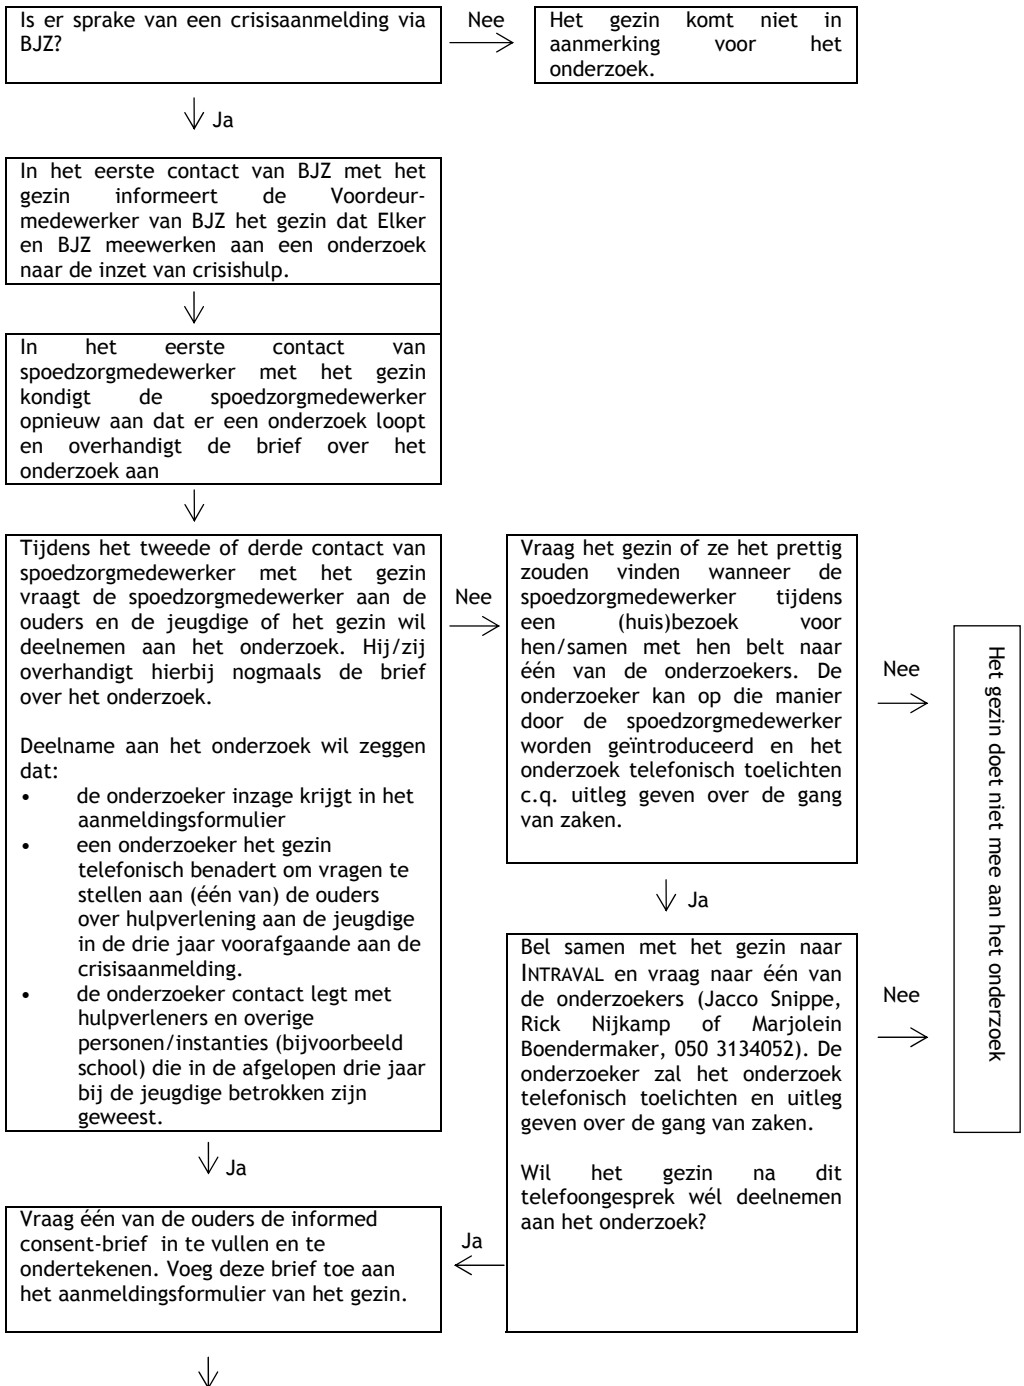 Is er sprake van een crisisaanmelding via
BJZ?
Nee
Het gezin komt niet in
aanmerking voor het
onderzoek.
Ja
In het eerste contact van BJZ met het
gezin informeert de Voordeur-
medewerker van BJZ het gezin dat Elker
en BJZ meewerken aan een onderzoek
naar de inzet van crisishulp.
In het eerste contact van
spoedzorgmedewerker met het gezin
kondigt de spoedzorgmedewerker
opnieuw aan dat er een onderzoek loopt
en overhandigt de brief over het
onderzoek aan
Tijdens het tweede of derde contact van
spoedzorgmedewerker met het gezin
vraagt de spoedzorgmedewerker aan de
ouders en de jeugdige of het gezin wil
deelnemen aan het onderzoek. Hij/zij
overhandigt hierbij nogmaals de brief
over het onderzoek.
Deelname aan het onderzoek wil zeggen
dat:
• de onderzoeker inzage krijgt in het
aanmeldingsformulier
• een onderzoeker het gezin
telefonisch benadert om vragen te
stellen aan (één van) de ouders
over hulpverlening aan de jeugdige
in de drie jaar voorafgaande aan de
crisisaanmelding.
• de onderzoeker contact legt met
hulpverleners en overige
personen/instanties (bijvoorbeeld
school) die in de afgelopen drie jaar
bij de jeugdige betrokken zijn
geweest.
Nee
Vraag het gezin of ze het prettig
zouden vinden wanneer de
spoedzorgmedewerker tijdens
een (huis)bezoek voor
hen/samen met hen belt naar
één van de onderzoekers. De
onderzoeker kan op die manier
door de spoedzorgmedewerker
worden geïntroduceerd en het
onderzoek telefonisch toelichten
c.q. uitleg geven over de gang
van zaken.
Nee
Het gezin doet niet mee aan het onderzoek
Ja
Bel samen met het gezin naar
INTRAVAL en vraag naar één van
de onderzoekers (Jacco Snippe,
Rick Nijkamp of Marjolein
Boendermaker, 050 3134052). De
onderzoeker zal het onderzoek
telefonisch toelichten en uitleg
geven over de gang van zaken.
Wil het gezin na dit
telefoongesprek wél deelnemen
aan het onderzoek?
Nee
Ja
Ja
Vraag één van de ouders de informed
consent-brief in te vullen en te
ondertekenen. Voeg deze brief toe aan
het aanmeldingsformulier van het gezin.